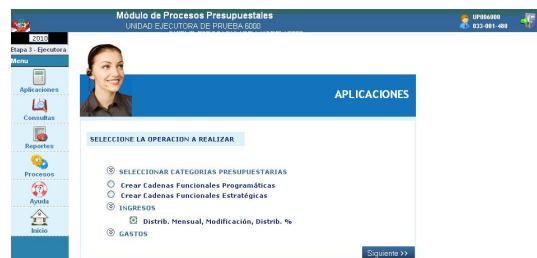 Módulo de Procesos Presupuestales
UNIDAD EJECUTORA DE PRUEBA 6000
UP006000
033-001-480
2010
Etapa 3 - Ejecutora
Menu
Aplicaciones
Consultas
Reportes
Procesos
Ayuda
Inicio
APLICACIONES
SELECCIONE LA OPERACION A REALIZAR
SELECCIONAR CATEGORIAS PRESUPUESTARIAS
Crear Cadenas Funcionales Programáticas
Crear Cadenas Funcionales Estratégicas
INGRESOS
Distrib. Mensual, Modificación, Distrib. %
GASTOS
Siguiente >>